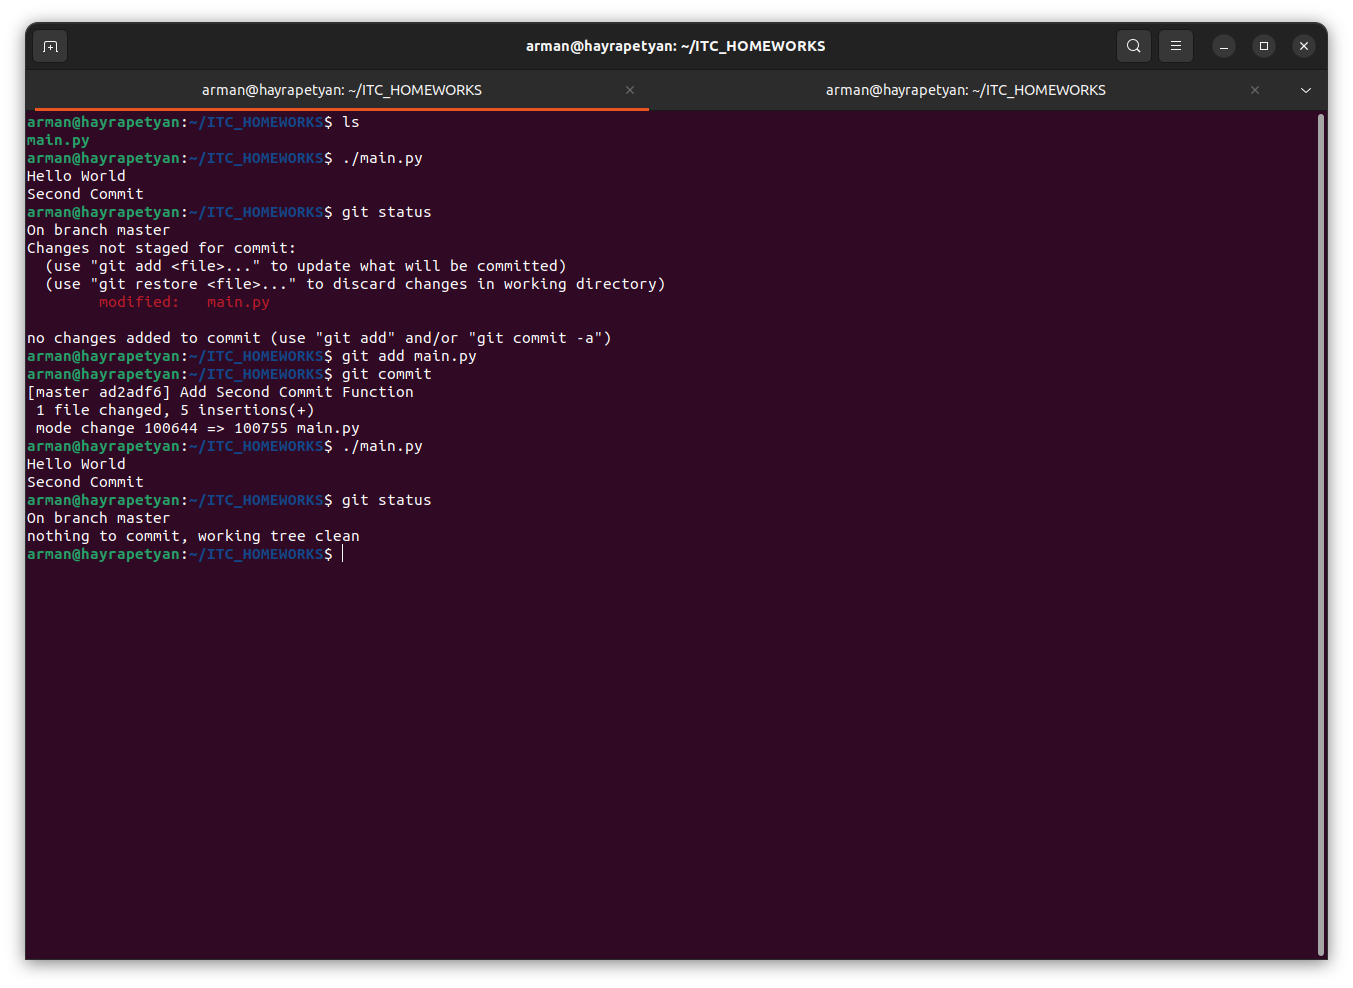 arman@hayrapetyan: ~/ITC_HOMEWORKS
arman@hayrapetyan: ~/ITC_HOMEWORKS
arman@hayrapetyan: ~/ITC_HOMEWORKS
arman@hayrapetyan:~/ITC_HOMEWORKS$ ls
main.py
arman@hayrapetyan:~/ITC_HOMEWORKS$ ./main.py
Hello World
Second Commit
arman@hayrapetyan:~/ITC_HOMEWORKS$ git status
On branch master
Changes not staged for commit:
  (use "git add <file>..." to update what will be committed)
  (use "git restore <file>..." to discard changes in working directory)
        modified:   main.py

no changes added to commit (use "git add" and/or "git commit -a")
arman@hayrapetyan:~/ITC_HOMEWORKS$ git add main.py
arman@hayrapetyan:~/ITC_HOMEWORKS$ git commit
[master ad2adf6] Add Second Commit Function
 1 file changed, 5 insertions(+)
 mode change 100644 => 100755 main.py
arman@hayrapetyan:~/ITC_HOMEWORKS$ ./main.py
Hello World
Second Commit
arman@hayrapetyan:~/ITC_HOMEWORKS$ git status
On branch master
nothing to commit, working tree clean
arman@hayrapetyan:~/ITC_HOMEWORKS$